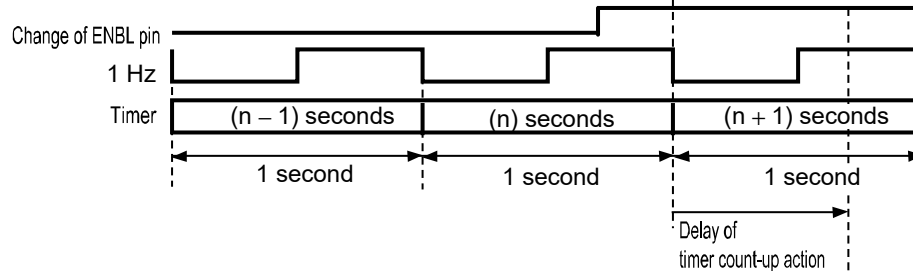 Change of ENBL pin
1 Hz
Timer
(n − 1) seconds
(n) seconds
(n + 1) seconds
1 second
1 second
1 second
Delay of
timer count-up action